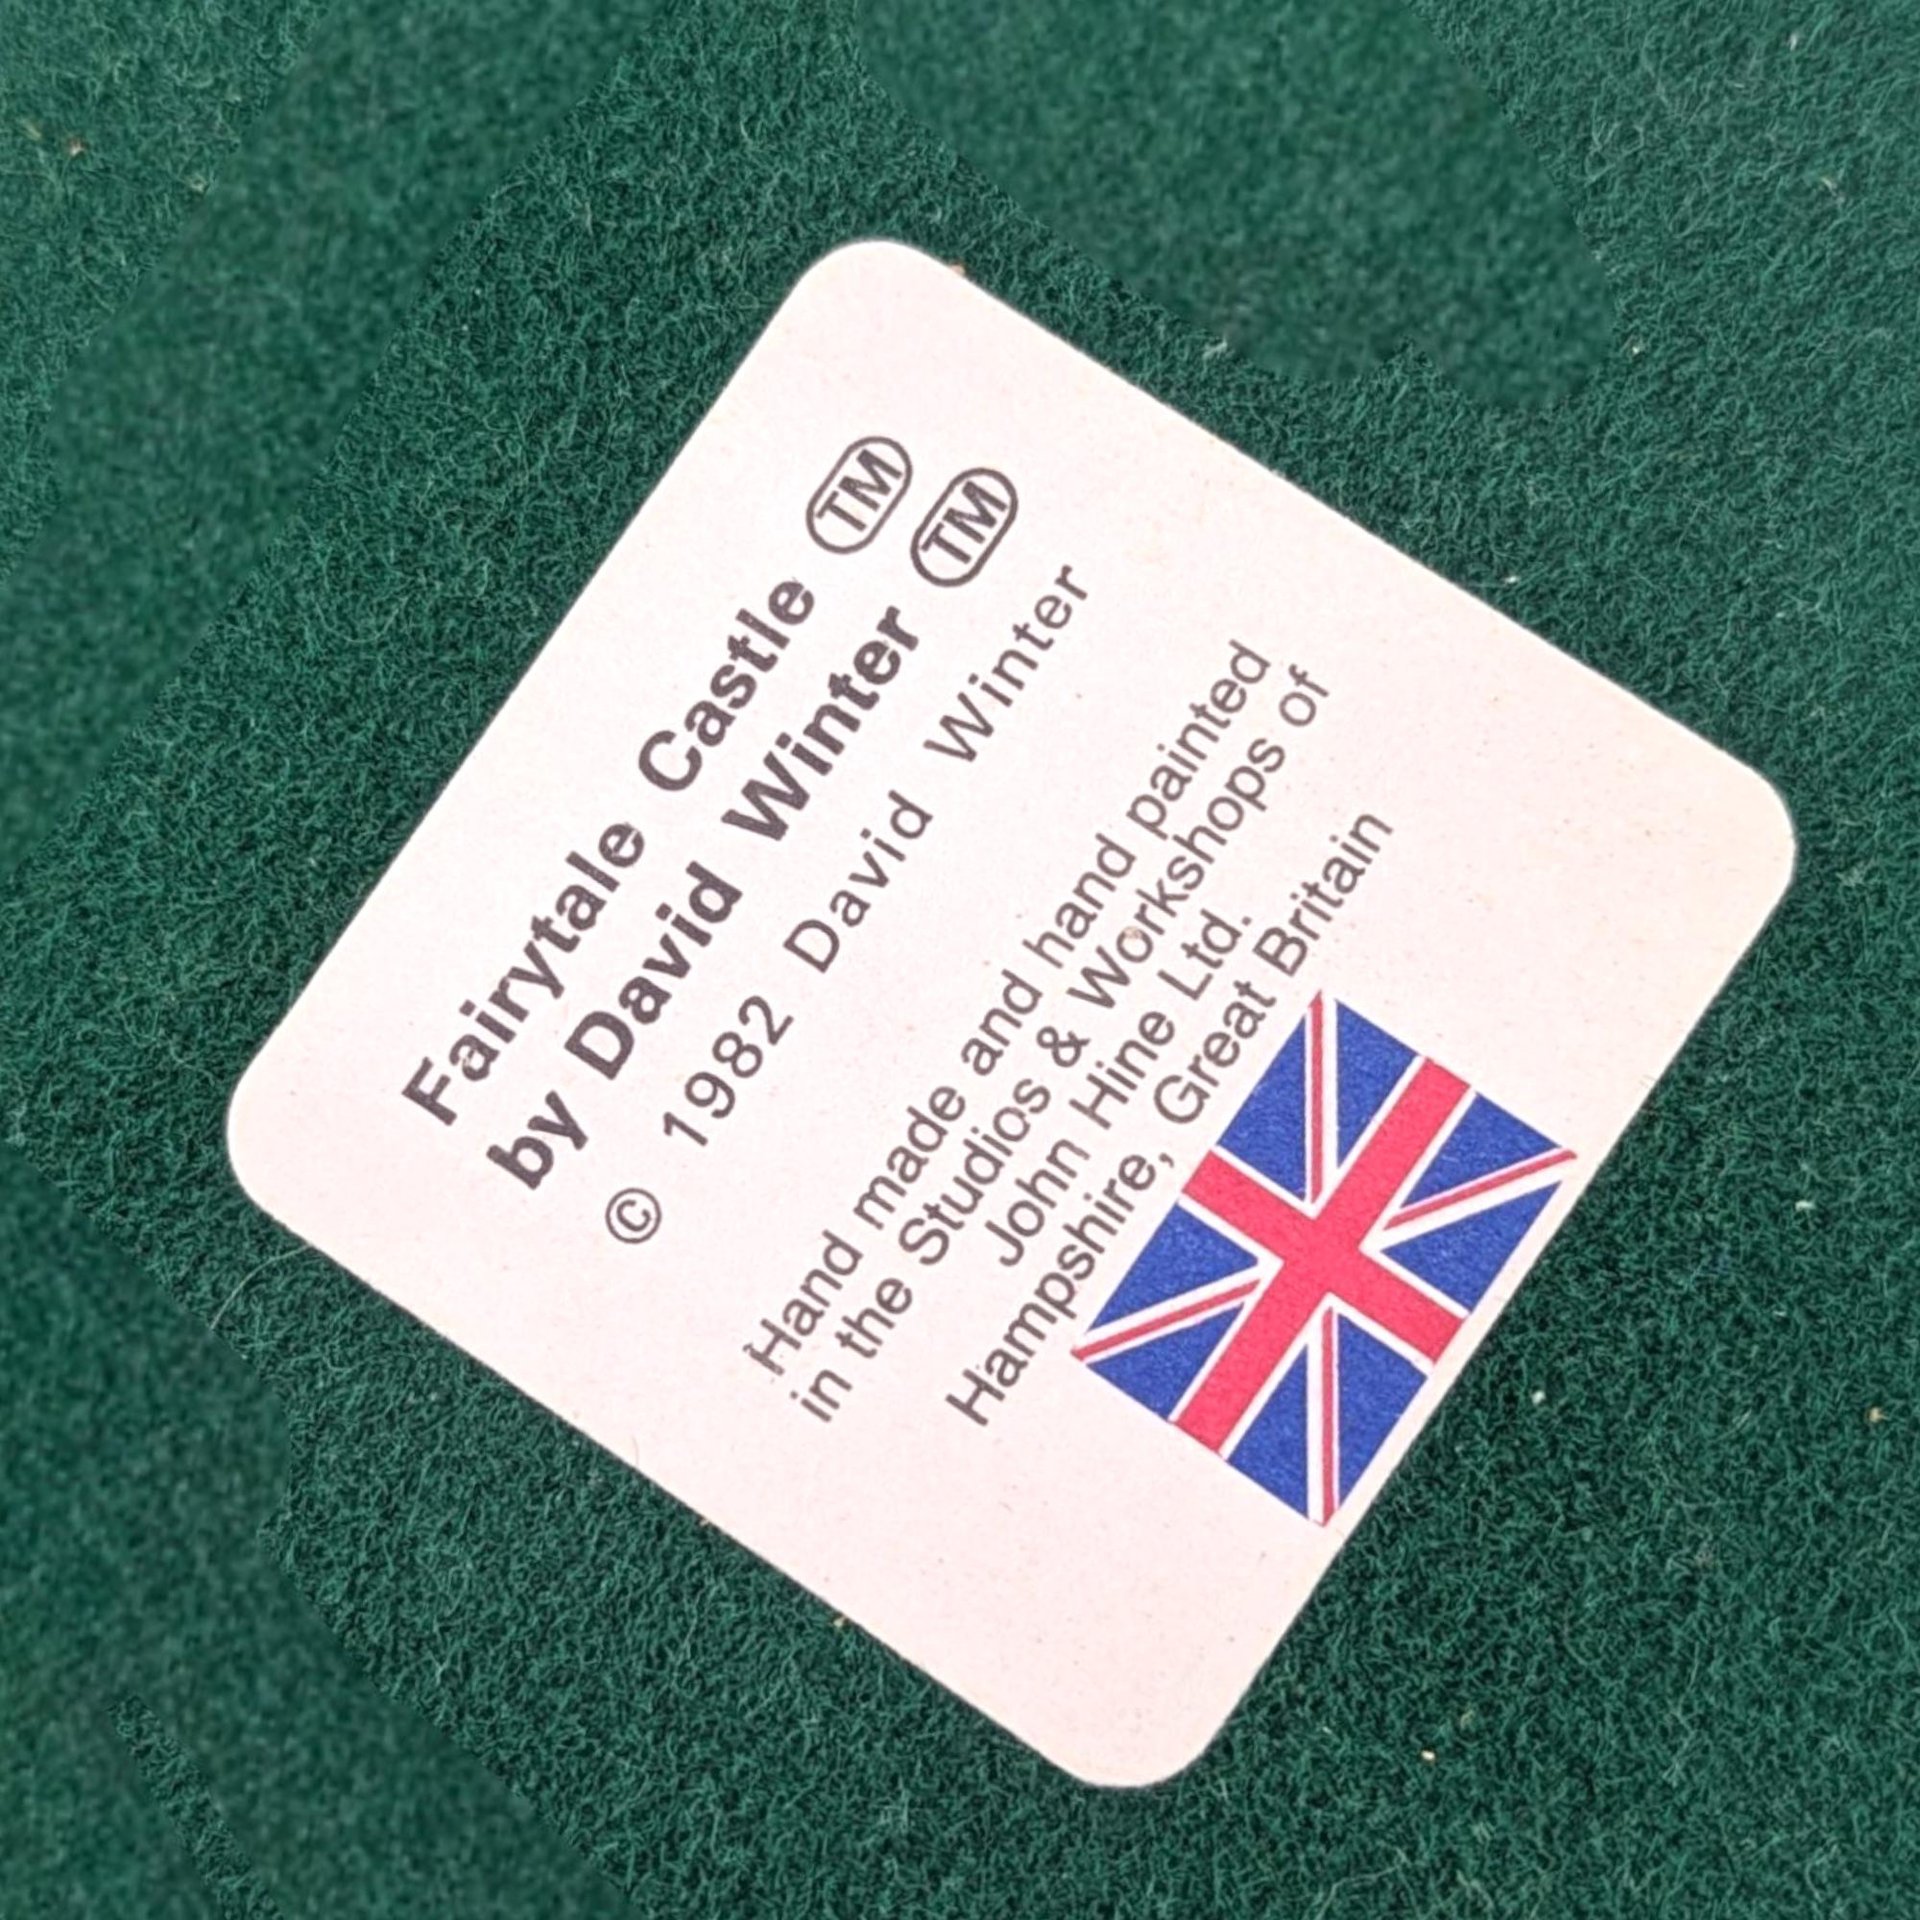 Fairytale Castle TM
by David Winter TM
© 1982 David Winter
Hand made and hand painted
in the Studios & Workshops of
John Hine Ltd.
Hampshire, Great Britain